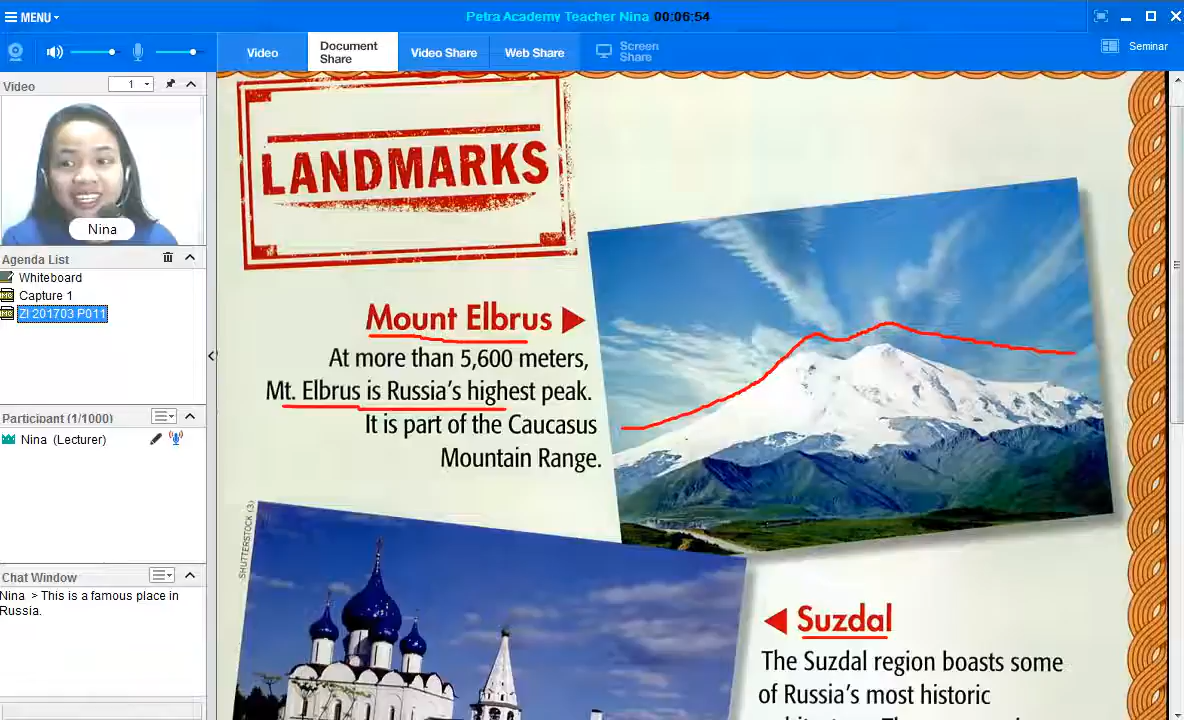 MENU
Petra Academy Teacher Nina 00:06:54
Video
Document Share
Video Share
Web Share
Screen Share
Seminar
Video
1
Nina
Agenda List
Whiteboard
Capture 1
ZI 201703 P011
Participant (1/1000)
Nina (Lecturer)
Chat Window
Nina > This is a famous place in
Russia.
LANDMARKS
Mount Elbrus
At more than 5,600 meters,
Mt. Elbrus is Russia's highest peak.
It is part of the Caucasus
Mountain Range.
SHUTTERSTOCK (3)
Suzdal
The Suzdal region boasts some
of Russia's most historic